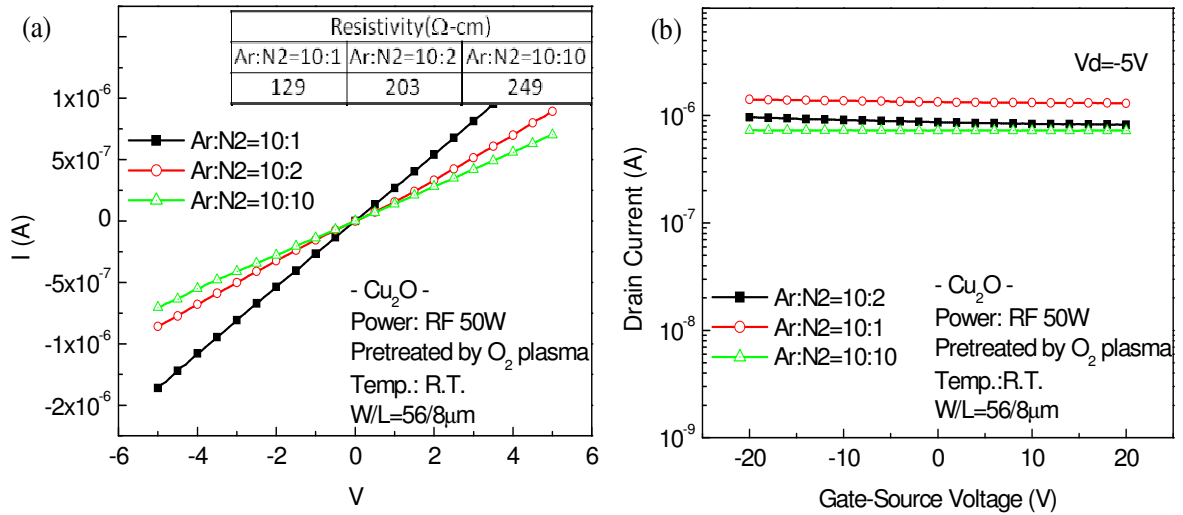 (a)
Resistivity(Ω-cm)
Ar:N2=10:1 Ar:N2=10:2 Ar:N2=10:10
129 203 249
1x10⁻⁶
5x10⁻⁷
0
-5x10⁻⁷
-1x10⁻⁶
-2x10⁻⁶
I (A)
Ar:N2=10:1
Ar:N2=10:2
Ar:N2=10:10
- Cu₂O -
Power: RF 50W
Pretreated by O₂ plasma
Temp.: R.T.
W/L=56/8μm
-6 -4 -2 0 2 4 6
V
(b)
Vd=-5V
10⁻⁵
10⁻⁶
10⁻⁷
10⁻⁸
10⁻⁹
Drain Current (A)
Ar:N2=10:2
Ar:N2=10:1
Ar:N2=10:10
- Cu₂O -
Power: RF 50W
Pretreated by O₂ plasma
Temp.:R.T.
W/L=56/8μm
-20 -10 0 10 20
Gate-Source Voltage (V)